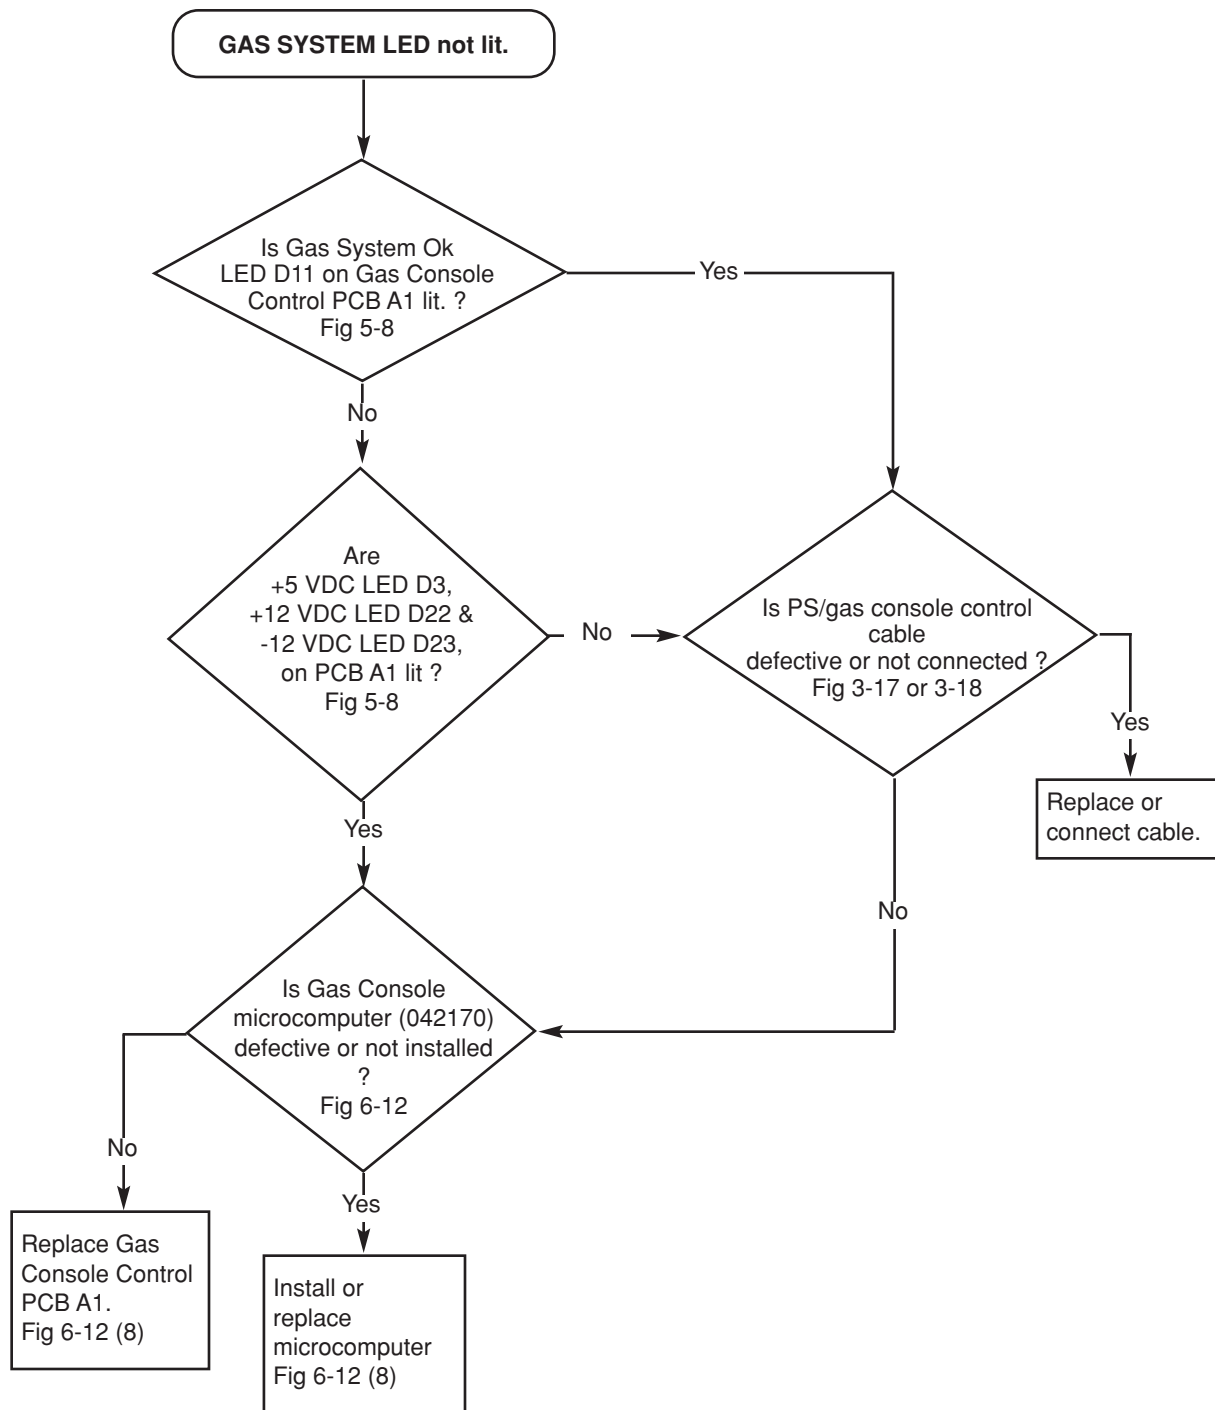 GAS SYSTEM LED not lit.
Is Gas System Ok
LED D11 on Gas Console
Control PCB A1 lit. ?
Fig 5-8
Yes
No
Are
+5 VDC LED D3,
+12 VDC LED D22 &
-12 VDC LED D23,
on PCB A1 lit ?
Fig 5-8
No
Is PS/gas console control
cable
defective or not connected ?
Fig 3-17 or 3-18
Yes
Replace or
connect cable.
Yes
No
Is Gas Console
microcomputer (042170)
defective or not installed
?
Fig 6-12
No
Yes
Replace Gas
Console Control
PCB A1.
Fig 6-12 (8)
Install or
replace
microcomputer
Fig 6-12 (8)